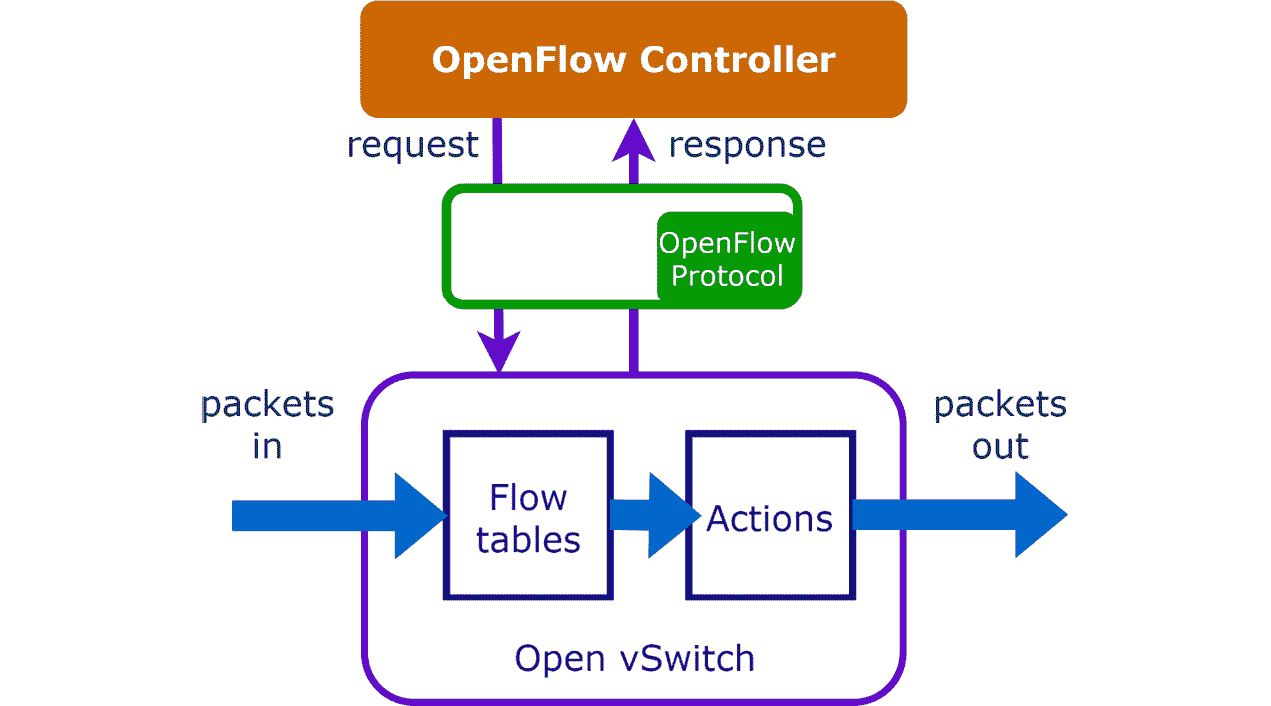 OpenFlow Controller
request
response
OpenFlow
Protocol
packets
in
packets
out
Flow
tables
Actions
Open vSwitch